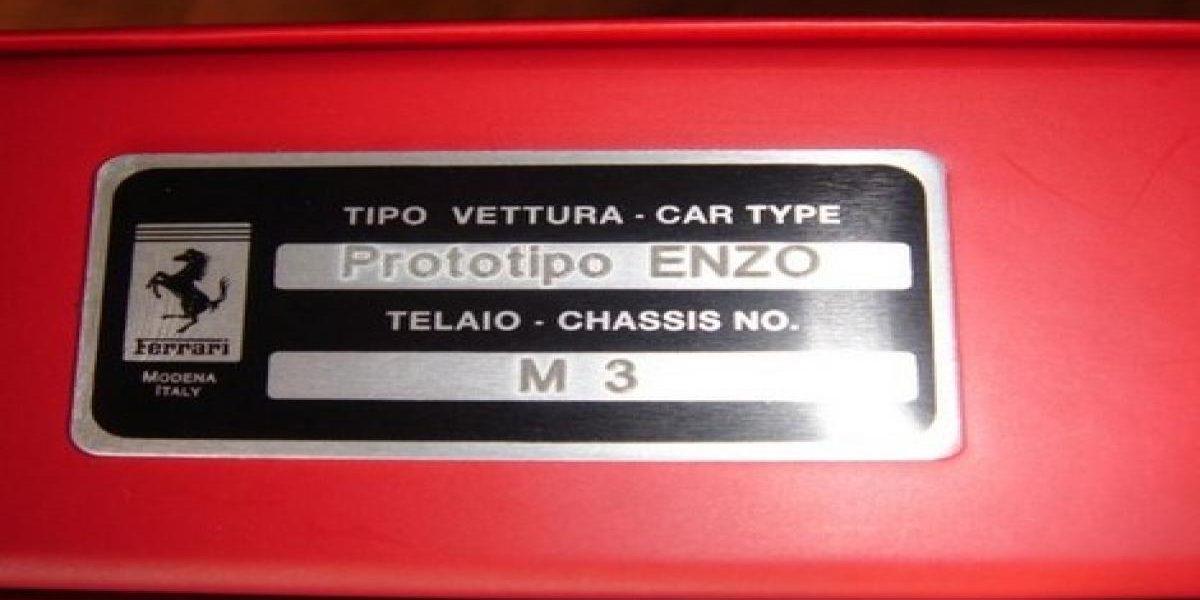 TIPO VETTURA - CAR TYPE
Prototipo ENZO
TELAIO - CHASSIS NO.
M 3
Ferrari
MODENA
ITALY